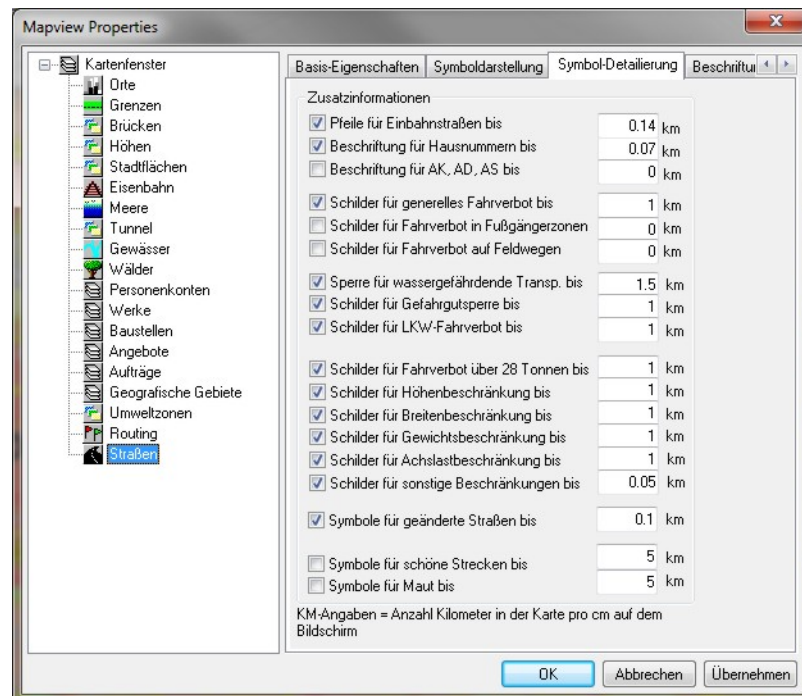 Mapview Properties
Kartenfenster
Orte
Grenzen
Brücken
Höhen
Stadtflächen
Eisenbahn
Meere
Tunnel
Gewässer
Wälder
Personenkonten
Werke
Baustellen
Angebote
Aufträge
Geografische Gebiete
Umweltzonen
Routing
Straßen
Basis-Eigenschaften Symboldarstellung Symbol-Detailierung Beschriftu
Zusatzinformationen
Pfeile für Einbahnstraßen bis 0.14 km
Beschriftung für Hausnummern bis 0.07 km
Beschriftung für AK, AD, AS bis 0 km
Schilder für generelles Fahrverbot bis 1 km
Schilder für Fahrverbot in Fußgängerzonen 0 km
Schilder für Fahrverbot auf Feldwegen 0 km
Sperre für wassergefährdende Transp. bis 1.5 km
Schilder für Gefahrgutsperre bis 1 km
Schilder für LKW-Fahrverbot bis 1 km
Schilder für Fahrverbot über 28 Tonnen bis 1 km
Schilder für Höhenbeschränkung bis 1 km
Schilder für Breitenbeschränkung bis 1 km
Schilder für Gewichtsbeschränkung bis 1 km
Schilder für Achslastbeschränkung bis 1 km
Schilder für sonstige Beschränkungen bis 0.05 km
Symbole für geänderte Straßen bis 0.1 km
Symbole für schöne Strecken bis 5 km
Symbole für Maut bis 5 km
KM-Angaben = Anzahl Kilometer in der Karte pro cm auf dem
Bildschirm
OK Abbrechen Übernehmen